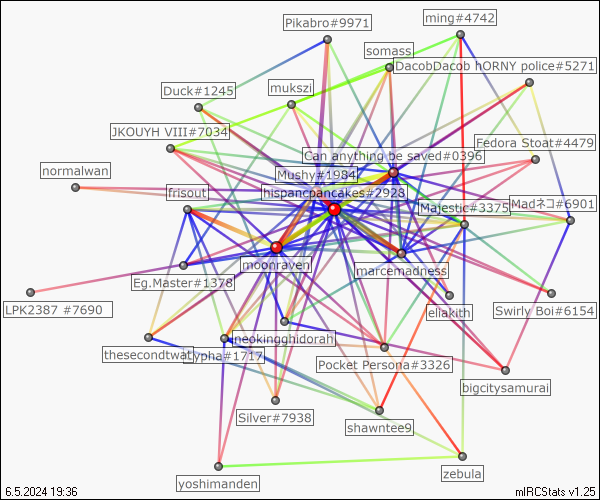 Pikabro#9971
ming#4742
somass
DacobDacob hORNY police#5271
Duck#1245
mukszi
JKOUYH VIII#7034
Fedora Stoat#4479
Can anything be saved#0396
normalwan
Mushy#1984
frisout
hispancpancakes#2928
Majestic#3375
Madネコ#6901
moonraven
marcemadness
Eg.Master#1378
LPK2387 #7690
eliakith
Swirly Boi#6154
neokingghidorah
thesecondtwat
ypha#1717
Pocket Persona#3326
bigcitysamurai
Silver#7938
shawntee9
zebula
yoshimanden
6.5.2024 19:36
mIRCStats v1.25